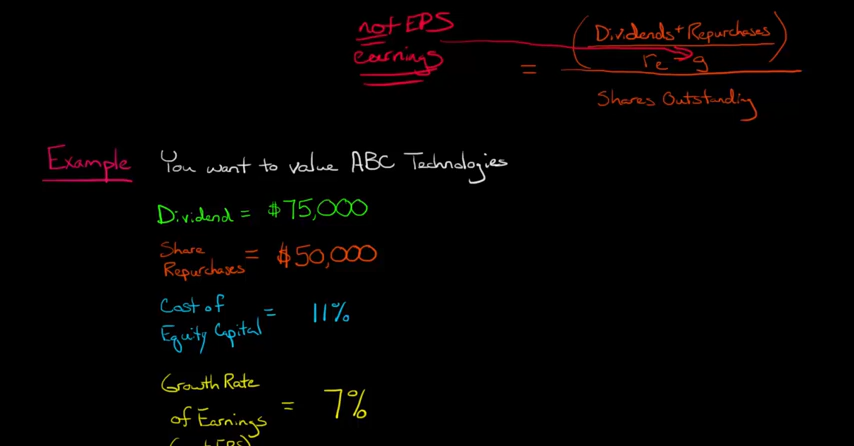 not EPS
earnings
= (Dividends + Repurchases / re - g)
Shares Outstanding
Example You want to value ABC Technologies
Dividend = $75,000
Share
Repurchases = $50,000
Cost of
Equity Capital = 11%
Growth Rate
of Earnings = 7%